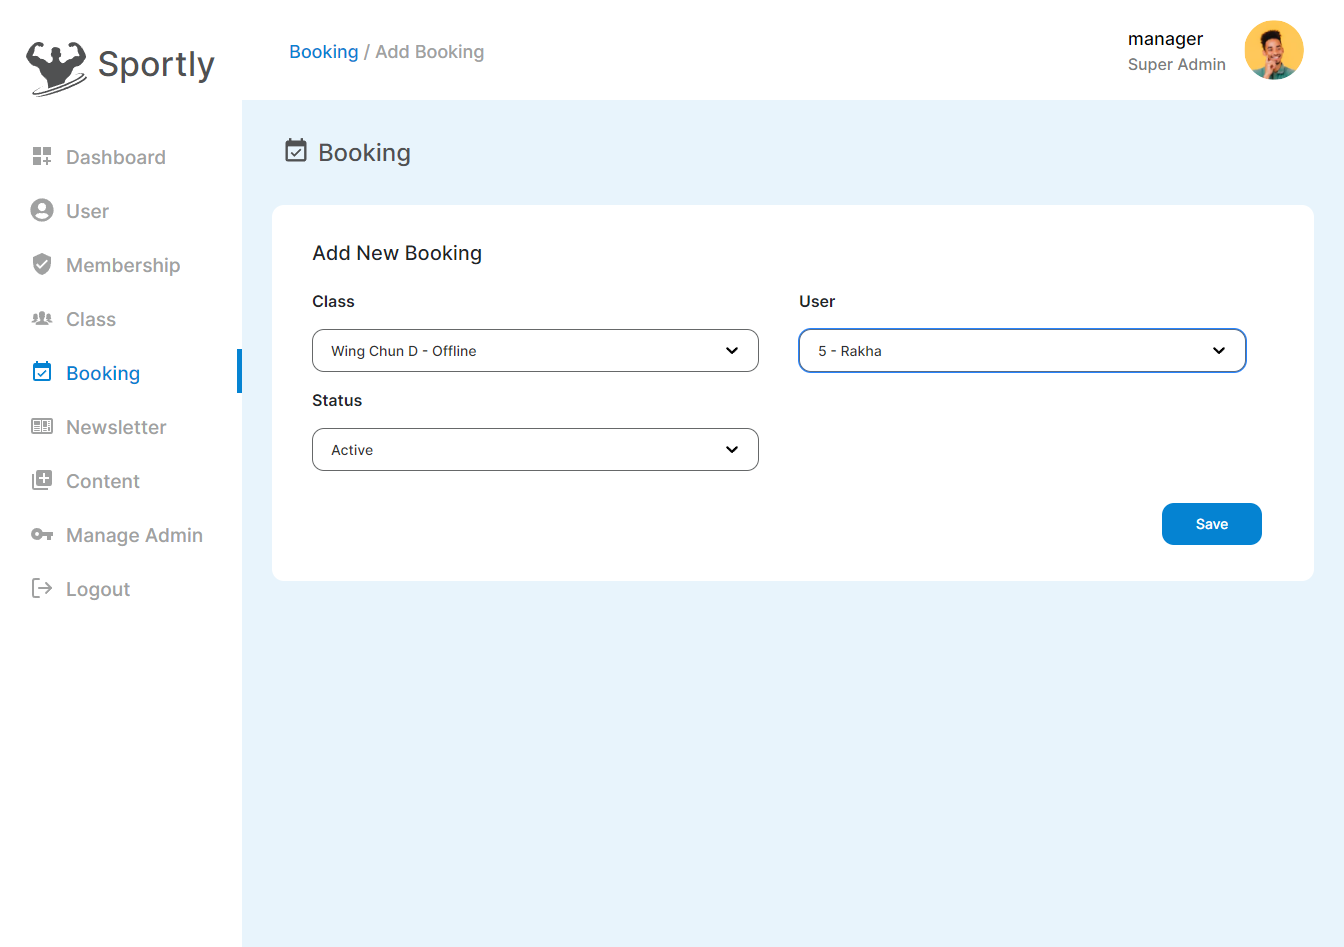 Sportly
Booking / Add Booking
manager
Super Admin
Dashboard
User
Membership
Class
Booking
Newsletter
Content
Manage Admin
Logout
Booking
Add New Booking
Class
User
Wing Chun D - Offline
5 - Rakha
Status
Active
Save